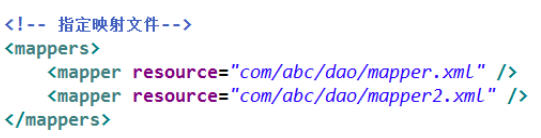 <!-- 指定映射文件-->
<mappers>
    <mapper resource="com/abc/dao/mapper.xml" />
    <mapper resource="com/abc/dao/mapper2.xml" />
</mappers>